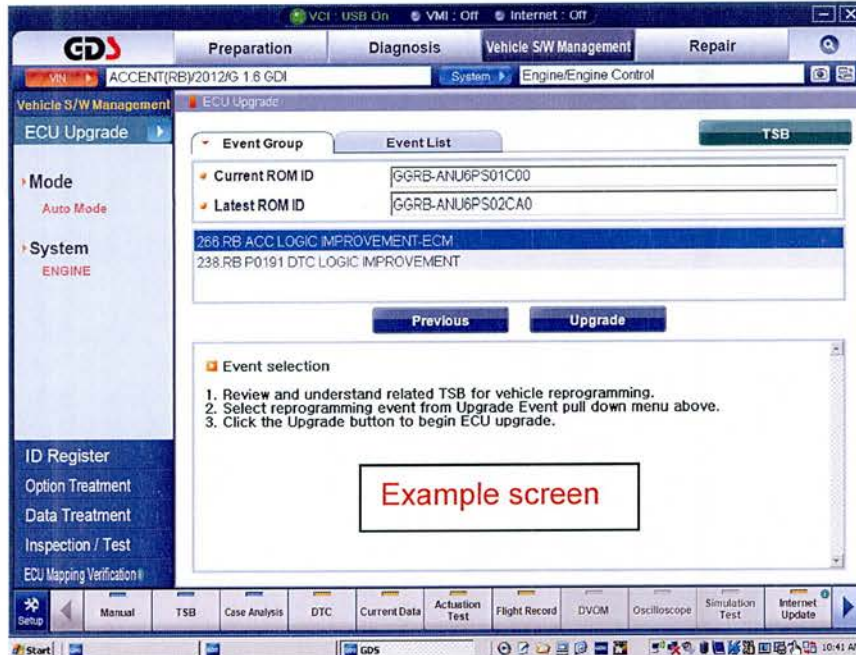 VCI : USB On VMI : Off Internet : Off
GDS Preparation Diagnosis Vehicle S/W Management Repair
VIN ACCENT(RB)/2012/G 1.6 GDI System Engine/Engine Control
Vehicle S/W Management
ECU Upgrade
ECU Upgrade
Mode
Auto Mode
System
ENGINE
Event Group Event List TSB
Current ROM ID GGRB-ANU6PS01C00
Latest ROM ID GGRB-ANU6PS02CA0
266.RB ACC LOGIC IMPROVEMENT-ECM
238.RB P0191 DTC LOGIC IMPROVEMENT
Previous Upgrade
Event selection
1. Review and understand related TSB for vehicle reprogramming.
2. Select reprogramming event from Upgrade Event pull down menu above.
3. Click the Upgrade button to begin ECU upgrade.
Example screen
ID Register
Option Treatment
Data Treatment
Inspection / Test
ECU Mapping Verification
Setup Manual TSB Case Analysis DTC Current Data Actuation Test Flight Record DVOM Oscilloscope Simulation Test Internet Update
Start GDS 10:41 AM